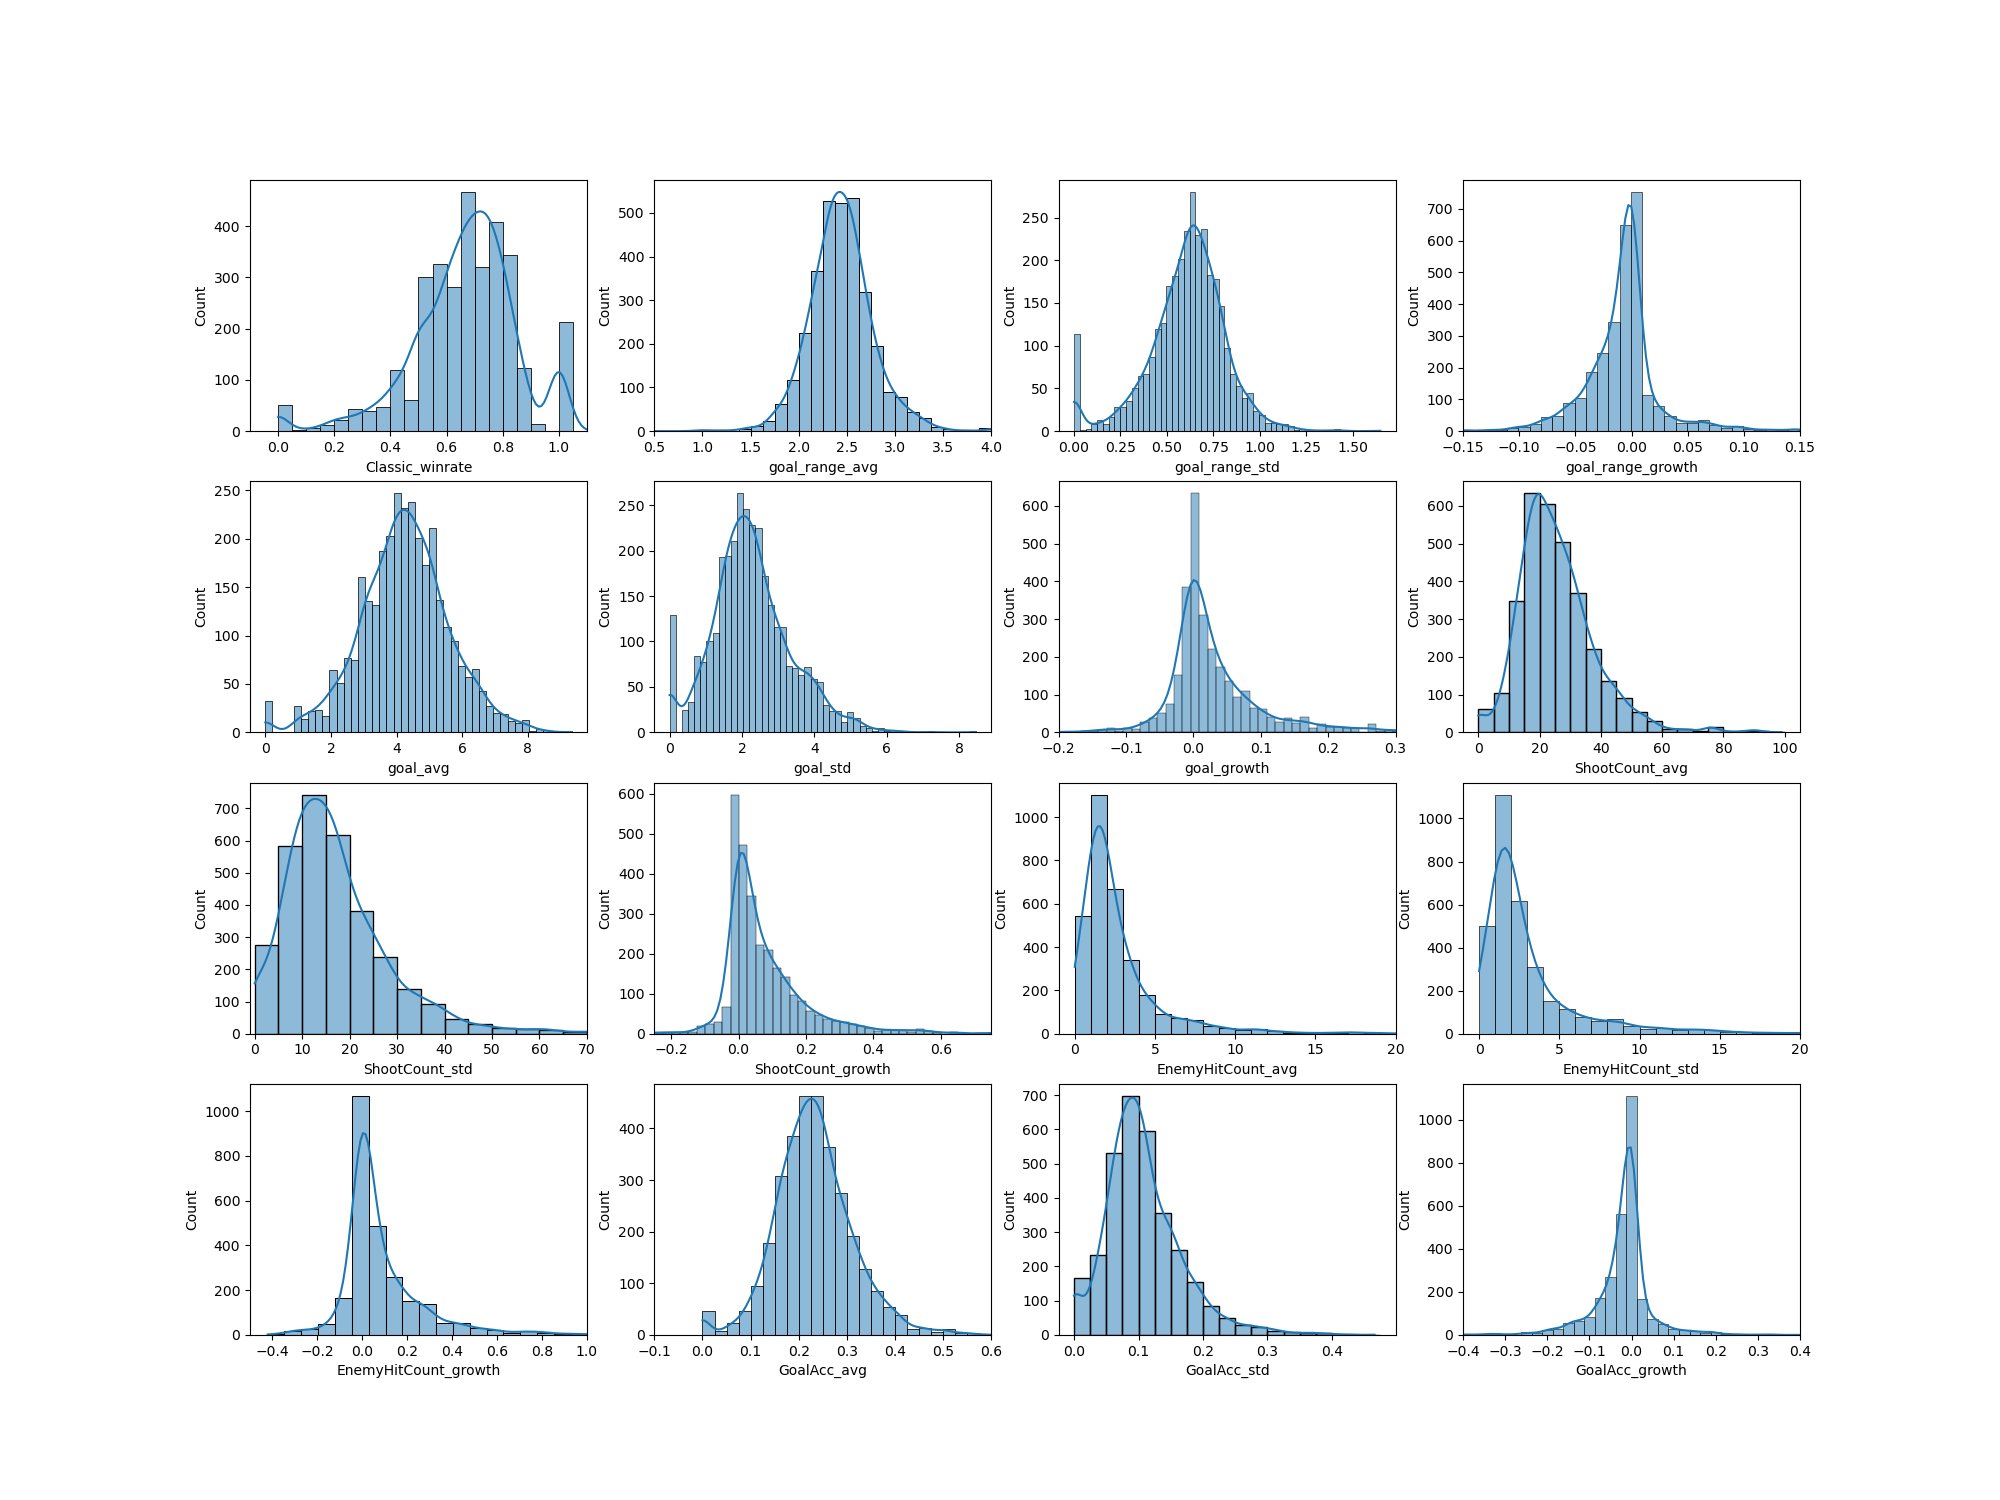 Count
400
300
200
100
0
0.0 0.2 0.4 0.6 0.8 1.0
Classic_winrate
Count
500
400
300
200
100
0
0.5 1.0 1.5 2.0 2.5 3.0 3.5 4.0
goal_range_avg
Count
250
200
150
100
50
0
0.00 0.25 0.50 0.75 1.00 1.25 1.50
goal_range_std
Count
700
600
500
400
300
200
100
0
−0.15 −0.10 −0.05 0.00 0.05 0.10 0.15
goal_range_growth
Count
250
200
150
100
50
0
0 2 4 6 8
goal_avg
Count
250
200
150
100
50
0
0 2 4 6 8
goal_std
Count
600
500
400
300
200
100
0
−0.2 −0.1 0.0 0.1 0.2 0.3
goal_growth
Count
600
500
400
300
200
100
0
0 20 40 60 80 100
ShootCount_avg
Count
700
600
500
400
300
200
100
0
0 10 20 30 40 50 60 70
ShootCount_std
Count
600
500
400
300
200
100
0
−0.2 0.0 0.2 0.4 0.6
ShootCount_growth
Count
1000
800
600
400
200
0
0 5 10 15 20
EnemyHitCount_avg
Count
1000
800
600
400
200
0
0 5 10 15 20
EnemyHitCount_std
Count
1000
800
600
400
200
0
−0.4 −0.2 0.0 0.2 0.4 0.6 0.8 1.0
EnemyHitCount_growth
Count
400
300
200
100
0
−0.1 0.0 0.1 0.2 0.3 0.4 0.5 0.6
GoalAcc_avg
Count
700
600
500
400
300
200
100
0
0.0 0.1 0.2 0.3 0.4
GoalAcc_std
Count
1000
800
600
400
200
0
−0.4 −0.3 −0.2 −0.1 0.0 0.1 0.2 0.3 0.4
GoalAcc_growth